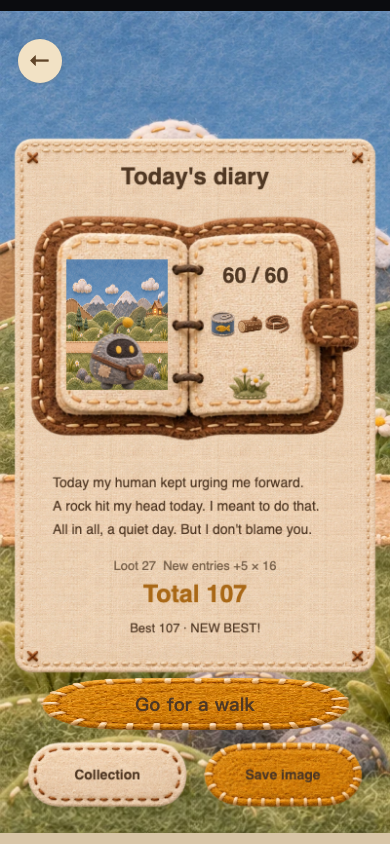 Today's diary
60 / 60
Today my human kept urging me forward.
A rock hit my head today. I meant to do that.
All in all, a quiet day. But I don't blame you.
Loot 27  New entries +5 × 16
Total 107
Best 107 · NEW BEST!
Go for a walk
Collection
Save image